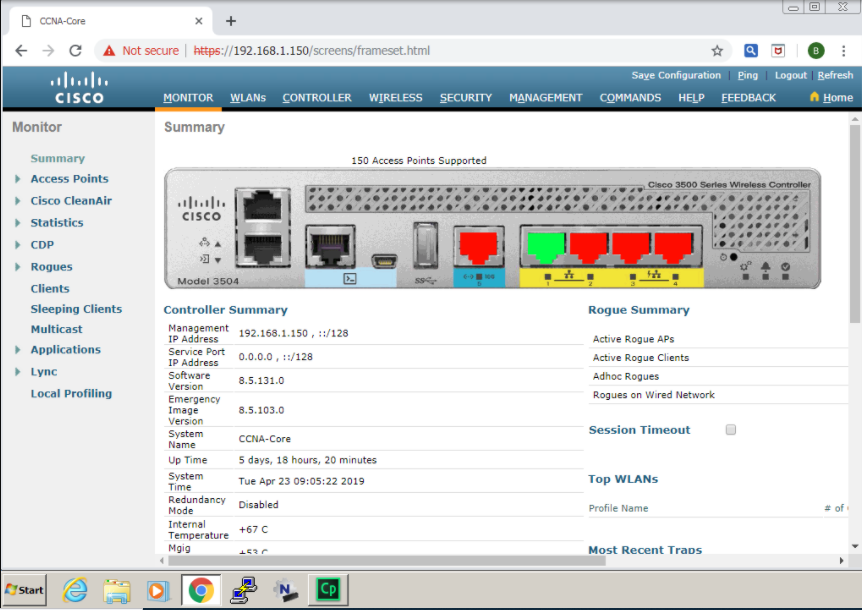 CCNA-Core
Not secure | https://192.168.1.150/screens/frameset.html
B
Save Configuration | Ping | Logout | Refresh
CISCO
MONITOR WLANs CONTROLLER WIRELESS SECURITY MANAGEMENT COMMANDS HELP FEEDBACK Home
Monitor
Summary
Access Points
Cisco CleanAir
Statistics
CDP
Rogues
Clients
Sleeping Clients
Multicast
Applications
Lync
Local Profiling
Summary
150 Access Points Supported
Cisco 3500 Series Wireless Controller
CISCO
Model 3504
SS
5
1 2 3 4
Controller Summary
Management IP Address 192.168.1.150 , ::/128
Service Port IP Address 0.0.0.0 , ::/128
Software Version 8.5.131.0
Emergency Image Version 8.5.103.0
System Name CCNA-Core
Up Time 5 days, 18 hours, 20 minutes
System Time Tue Apr 23 09:05:22 2019
Redundancy Mode Disabled
Internal Temperature +67 C
Mgig +53 C
Rogue Summary
Active Rogue APs
Active Rogue Clients
Adhoc Rogues
Rogues on Wired Network
Session Timeout
Top WLANs
Profile Name # of
Most Recent Traps
Start
N
Cp